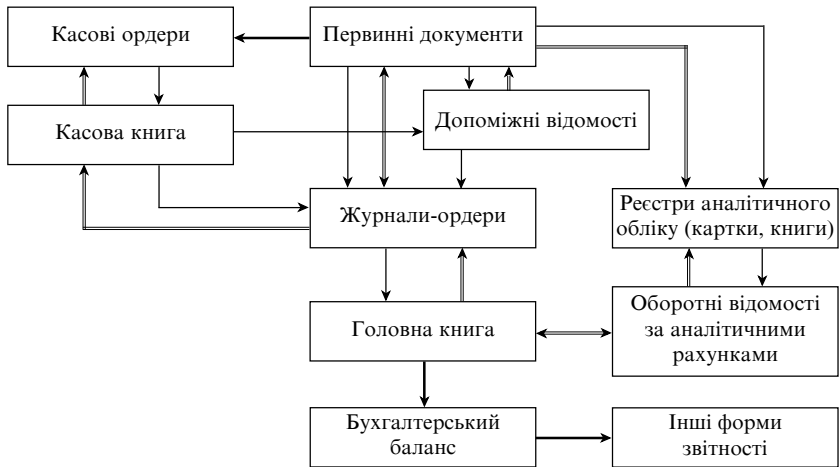 Касові ордери
Первинні документи
Касова книга
Допоміжні відомості
Журнали-ордери
Реєстри аналітичного
обліку (картки, книги)
Головна книга
Оборотні відомості
за аналітичними
рахунками
Бухгалтерський
баланс
Інші форми
звітності